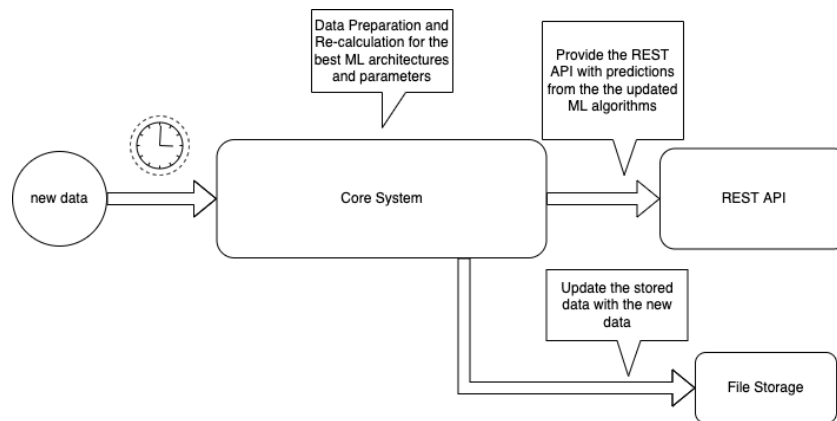 Data Preparation and
Re-calculation for the
best ML architectures
and parameters
Provide the REST
API with predictions
from the the updated
ML algorithms
new data
Core System
REST API
Update the stored
data with the new
data
File Storage